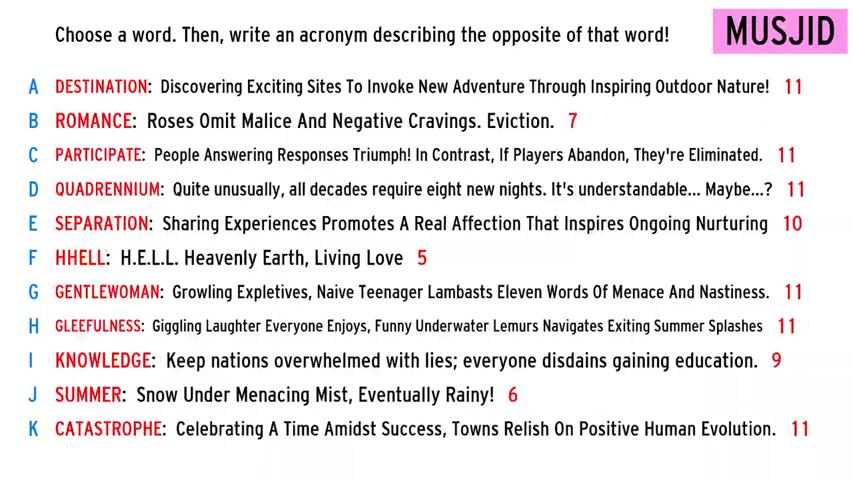 Choose a word. Then, write an acronym describing the opposite of that word!
MUSJID
A DESTINATION: Discovering Exciting Sites To Invoke New Adventure Through Inspiring Outdoor Nature! 11
B ROMANCE: Roses Omit Malice And Negative Cravings. Eviction. 7
C PARTICIPATE: People Answering Responses Triumph! In Contrast, If Players Abandon, They're Eliminated. 11
D QUADRENNIUM: Quite unusually, all decades require eight new nights. It's understandable... Maybe...? 11
E SEPARATION: Sharing Experiences Promotes A Real Affection That Inspires Ongoing Nurturing 10
F HHELL: H.E.L.L. Heavenly Earth, Living Love 5
G GENTLEWOMAN: Growling Expletives, Naive Teenager Lambasts Eleven Words Of Menace And Nastiness. 11
H GLEEFULNESS: Giggling Laughter Everyone Enjoys, Funny Underwater Lemurs Navigates Exiting Summer Splashes 11
I KNOWLEDGE: Keep nations overwhelmed with lies; everyone disdains gaining education. 9
J SUMMER: Snow Under Menacing Mist, Eventually Rainy! 6
K CATASTROPHE: Celebrating A Time Amidst Success, Towns Relish On Positive Human Evolution. 11